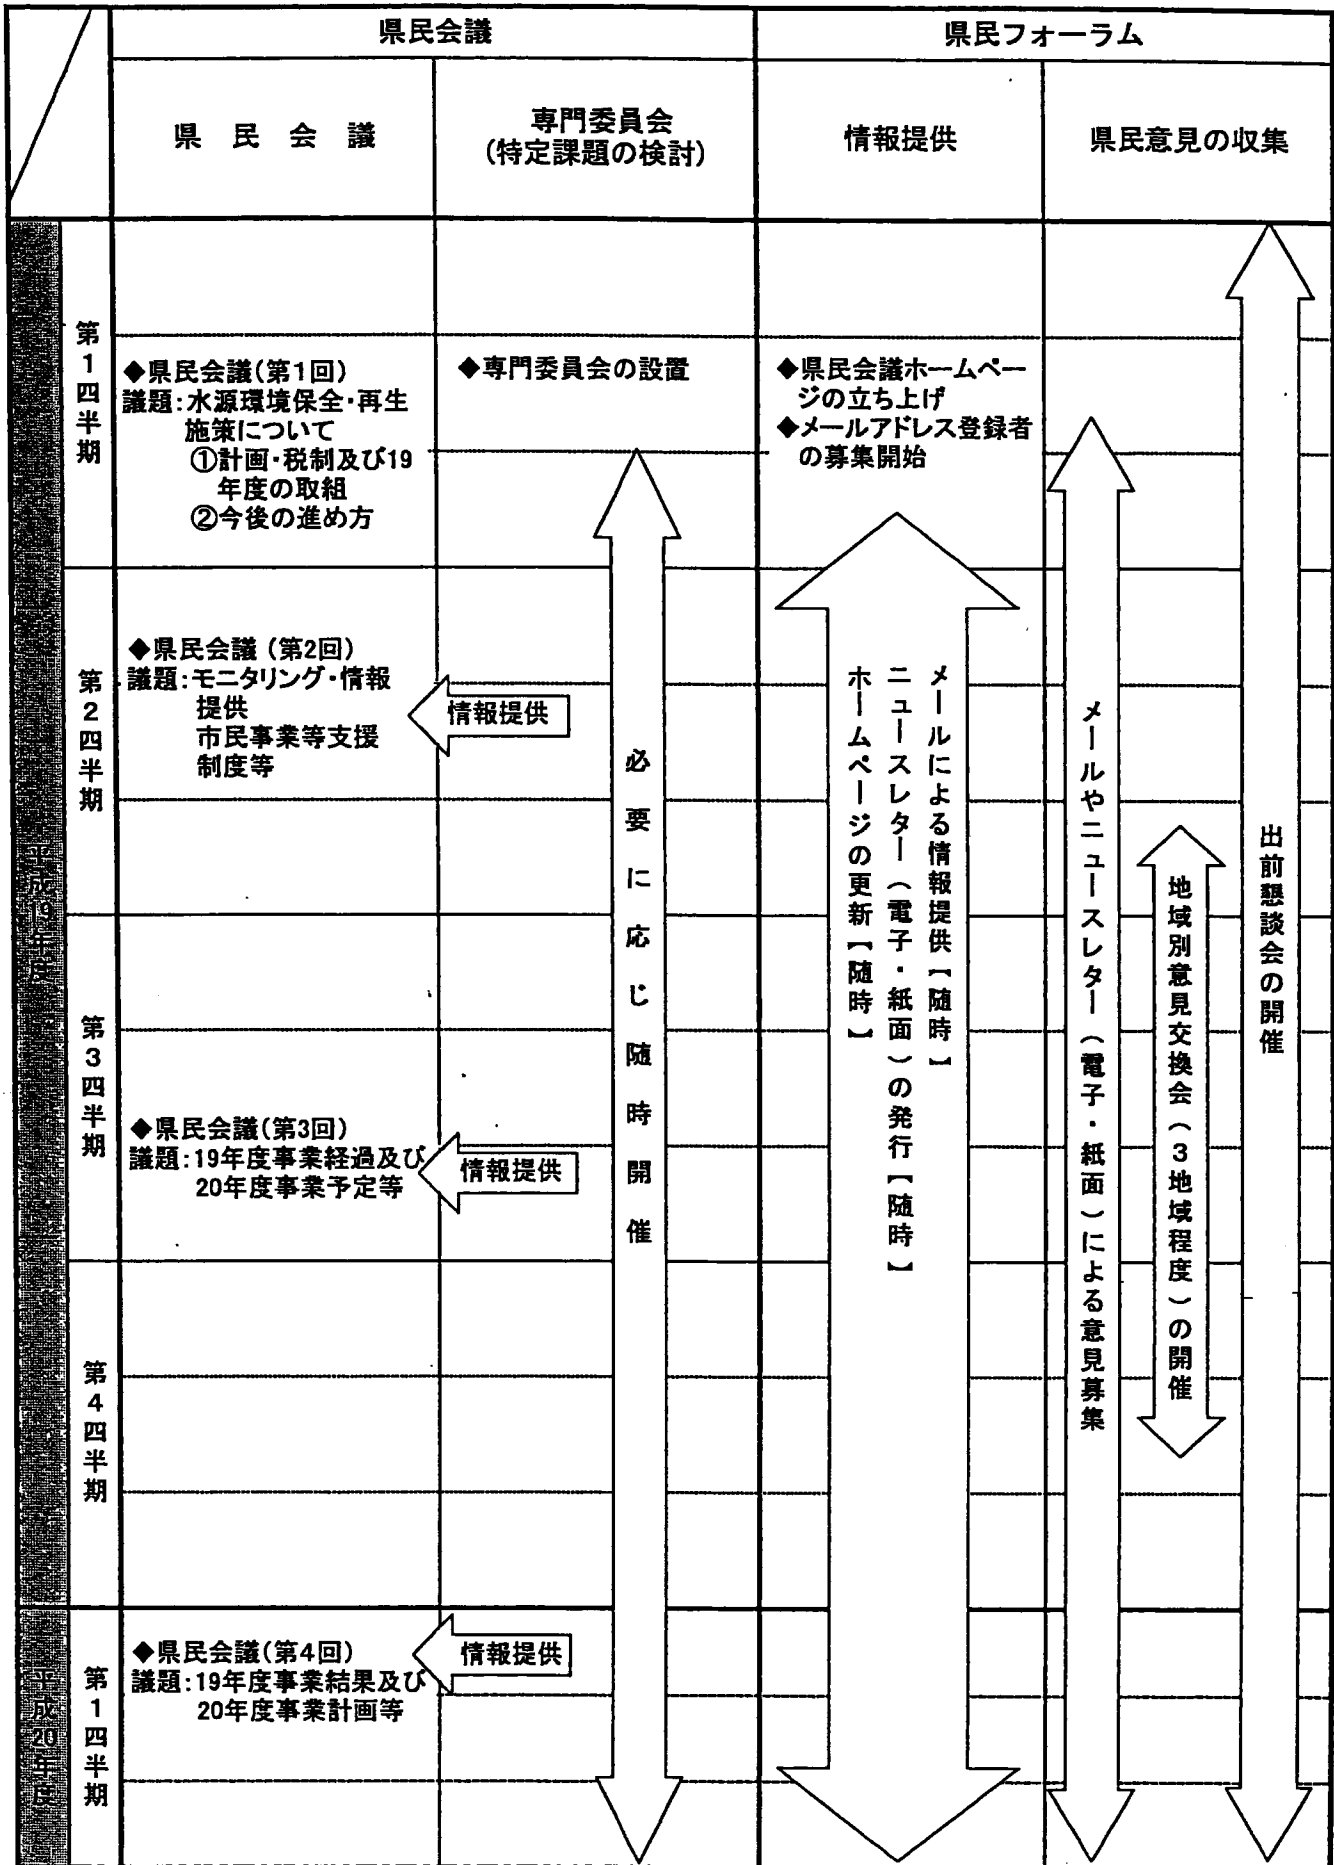 県民会議
県民フォーラム
県民会議
専門委員会
(特定課題の検討)
情報提供
県民意見の収集
平成19年度
第1四半期
◆県民会議(第1回)
議題:水源環境保全・再生
施策について
①計画・税制及び19
年度の取組
②今後の進め方
◆専門委員会の設置
◆県民会議ホームペー
ジの立ち上げ
◆メールアドレス登録者
の募集開始
第2四半期
◆県民会議(第2回)
議題:モニタリング・情報
提供
市民事業等支援
制度等
情報提供
必要に応じ随時開催
メールによる情報提供【随時】
ニュースレター(電子・紙面)の発行【随時】
ホームページの更新【随時】
メールやニュースレター(電子・紙面)による意見募集
地域別意見交換会(3地域程度)の開催
出前懇談会の開催
第3四半期
◆県民会議(第3回)
議題:19年度事業経過及び
20年度事業予定等
情報提供
第4四半期
平成20年度
第1四半期
◆県民会議(第4回)
議題:19年度事業結果及び
20年度事業計画等
情報提供